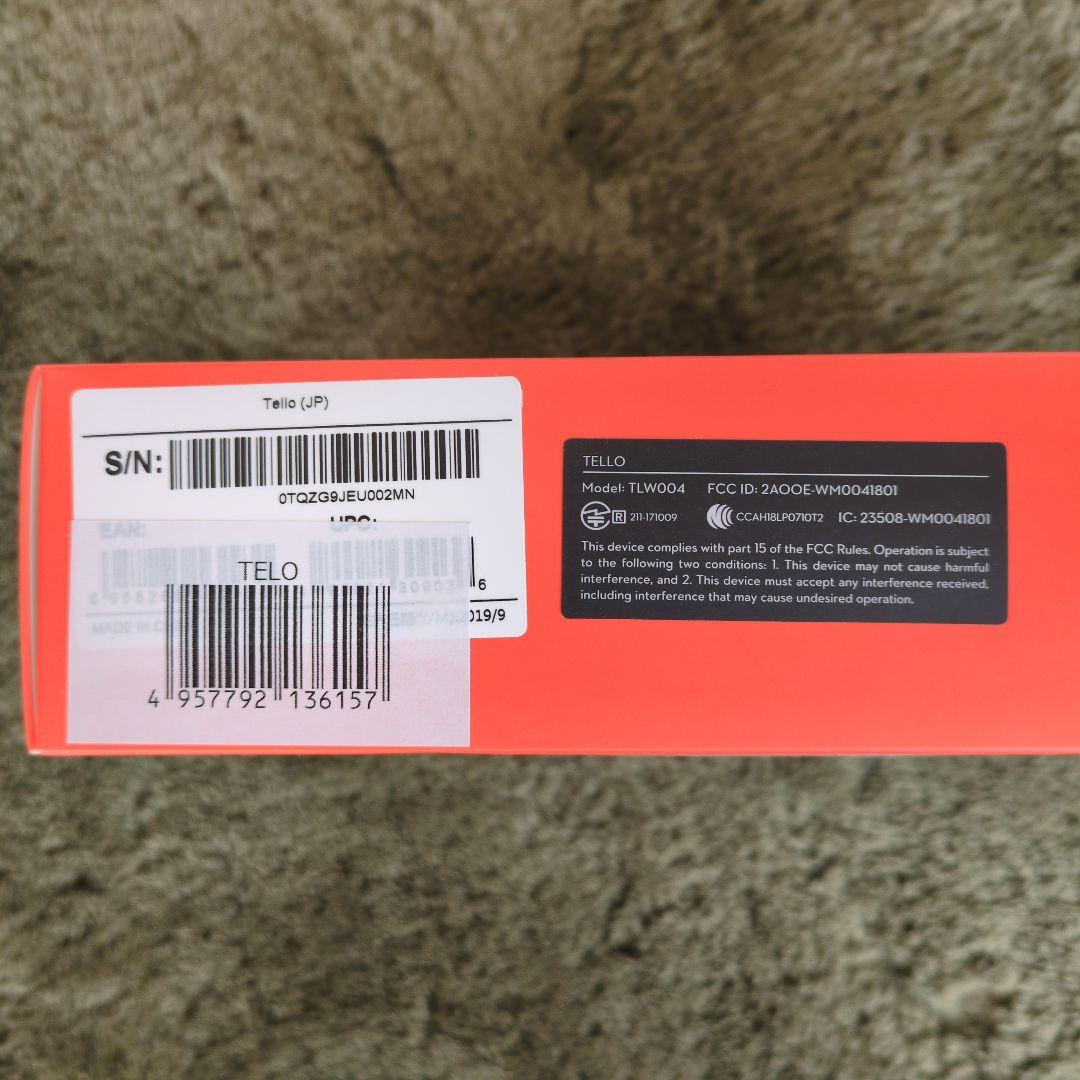 Tello (JP)
S/N:
0TQZG9JEU002MN
EAN:
UPC:
6
MADE IN
2019/9
TELO
4 957792 136157
TELLO
Model: TLW004 FCC ID: 2AOOE-WM0041801
R 211-171009 CCAH18LP0710T2 IC: 23508-WM0041801
This device complies with part 15 of the FCC Rules. Operation is subject
to the following two conditions: 1. This device may not cause harmful
interference, and 2. This device must accept any interference received,
including interference that may cause undesired operation.